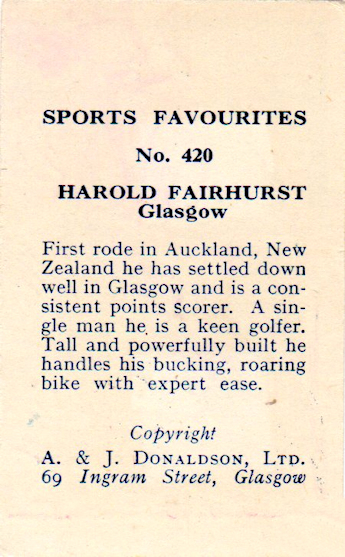 SPORTS FAVOURITES
No. 420
HAROLD FAIRHURST
Glasgow
First rode in Auckland, New
Zealand he has settled down
well in Glasgow and is a con-
sistent points scorer. A sin-
gle man he is a keen golfer.
Tall and powerfully built he
handles his bucking, roaring
bike with expert ease.
Copyright
A. & J. DONALDSON, LTD.
69 Ingram Street, Glasgow